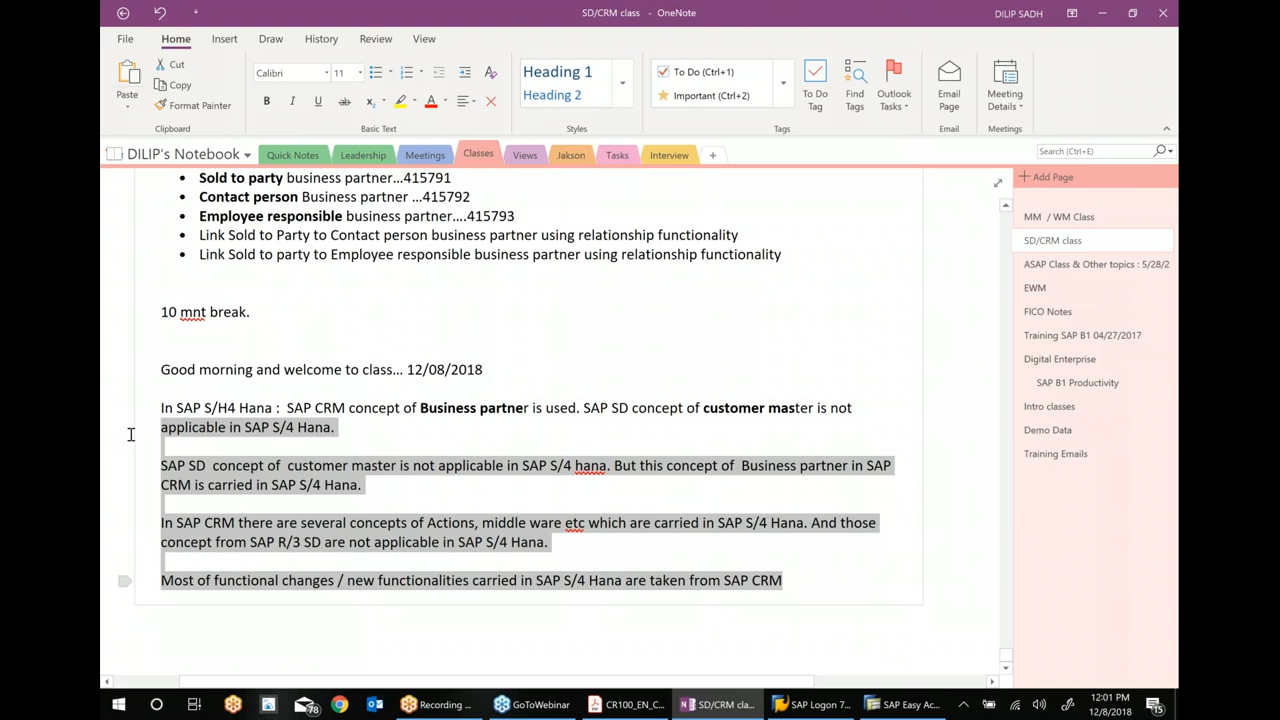 SD/CRM class - OneNote
DILIP SADH
File Home Insert Draw History Review View
Paste
Cut
Copy
Format Painter
Clipboard
Calibri 11
B I U ab x₂ A
Basic Text
Heading 1
Heading 2
Styles
To Do (Ctrl+1)
Important (Ctrl+2)
To Do Tag
Find Tags
Outlook Tasks
Tags
Email Page
Email
Meeting Details
Meetings
DILIP's Notebook
Quick Notes Leadership Meetings Classes Views Jakson Tasks Interview +
Search (Ctrl+E)
• Sold to party business partner...415791
• Contact person Business partner ...415792
• Employee responsible business partner....415793
• Link Sold to Party to Contact person business partner using relationship functionality
• Link Sold to party to Employee responsible business partner using relationship functionality
10 mnt break.
Good morning and welcome to class... 12/08/2018
In SAP S/H4 Hana : SAP CRM concept of Business partner is used. SAP SD concept of customer master is not
applicable in SAP S/4 Hana.
SAP SD concept of customer master is not applicable in SAP S/4 hana. But this concept of Business partner in SAP
CRM is carried in SAP S/4 Hana.
In SAP CRM there are several concepts of Actions, middle ware etc which are carried in SAP S/4 Hana. And those
concept from SAP R/3 SD are not applicable in SAP S/4 Hana.
Most of functional changes / new functionalities carried in SAP S/4 Hana are taken from SAP CRM
Add Page
MM / WM Class
SD/CRM class
ASAP Class & Other topics : 5/28/2
EWM
FICO Notes
Training SAP B1 04/27/2017
Digital Enterprise
SAP B1 Productivity
Intro classes
Demo Data
Training Emails
78
Recording ...
GoToWebinar
CR100_EN_C...
SD/CRM cla...
SAP Logon 7...
SAP Easy Ac...
12:01 PM
12/8/2018
15